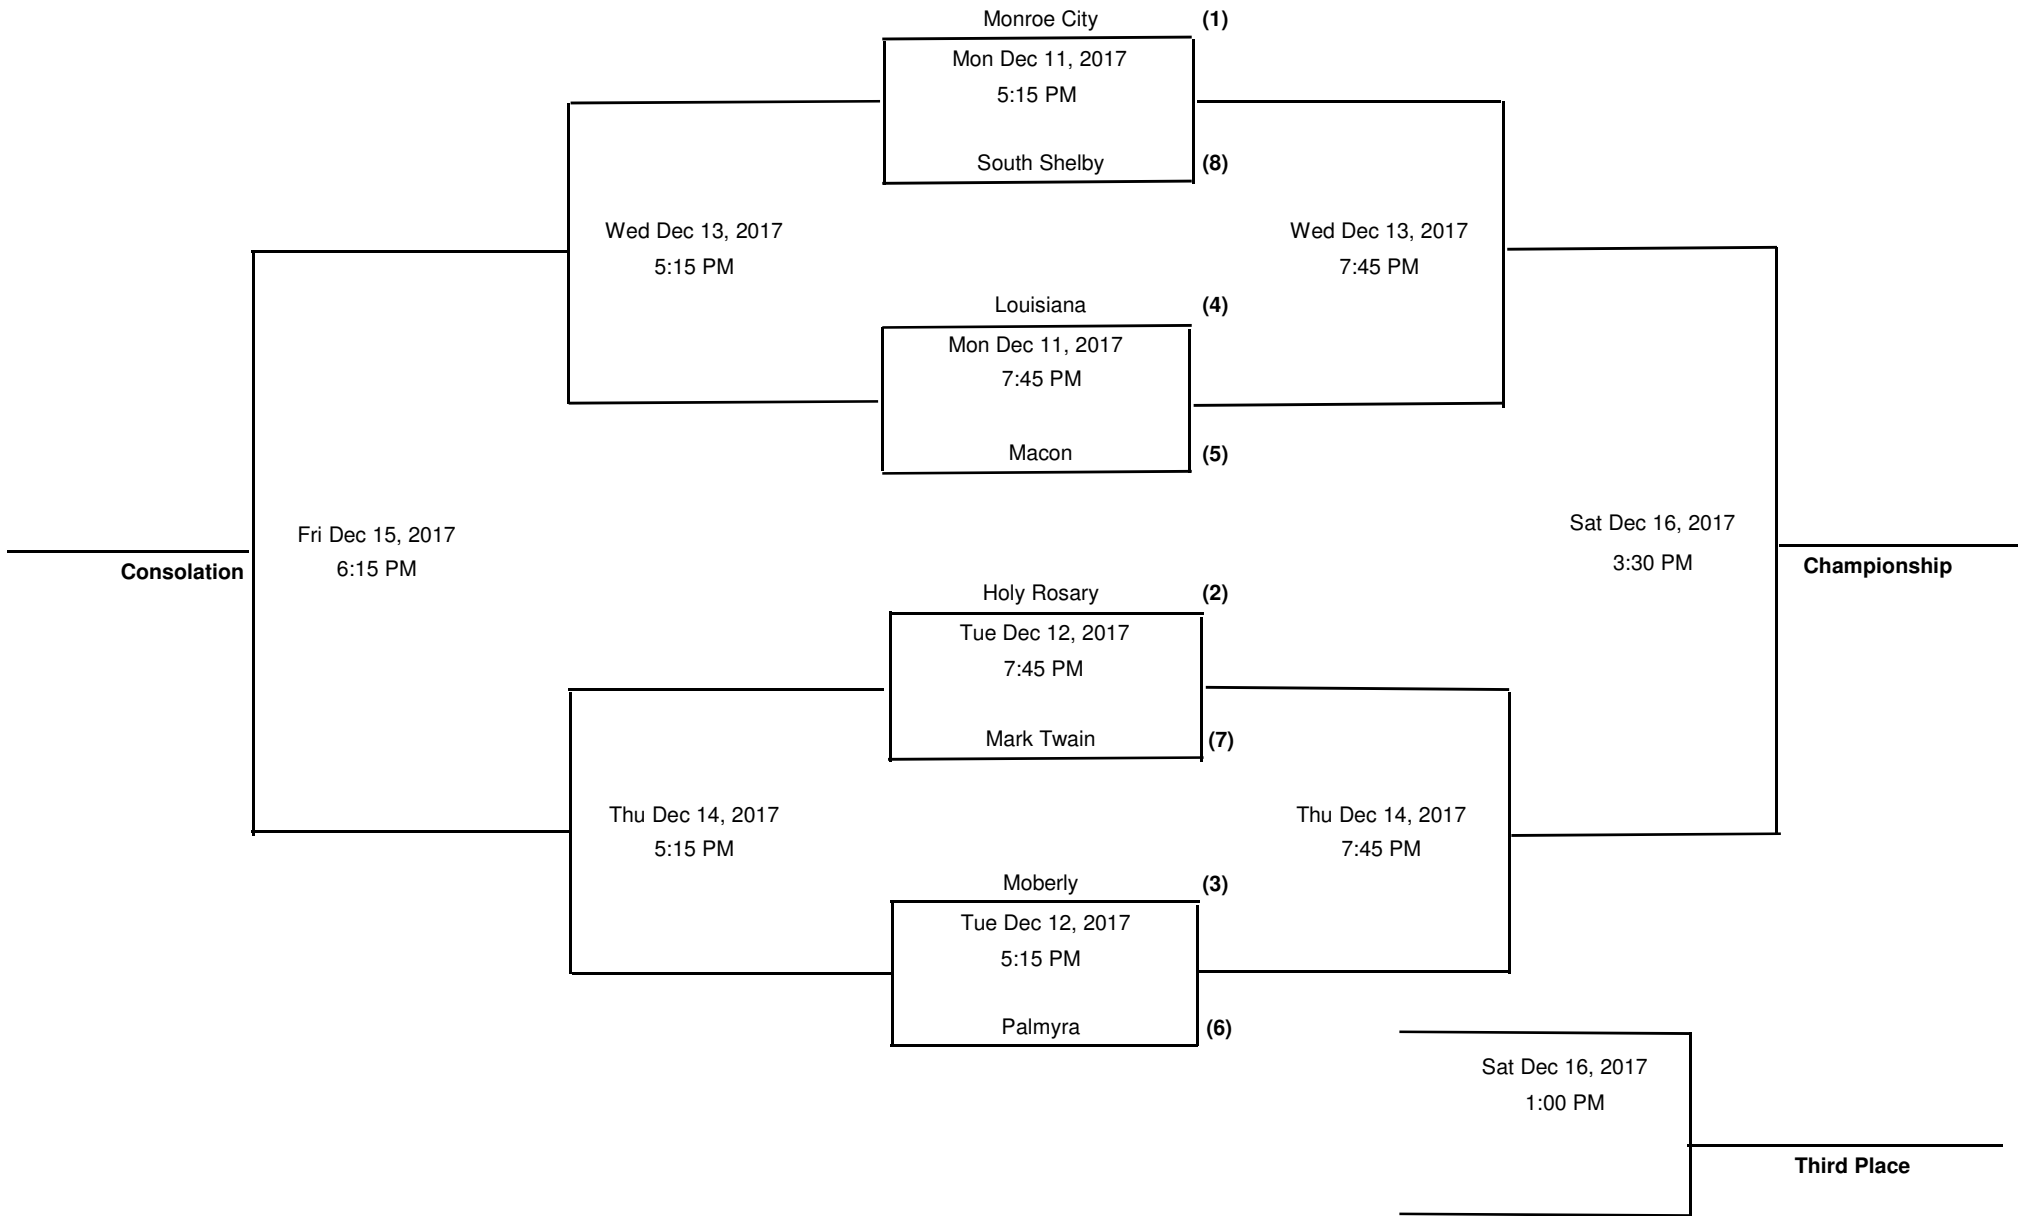 Monroe City (1)
Mon Dec 11, 2017
5:15 PM
South Shelby (8)
Wed Dec 13, 2017
5:15 PM
Wed Dec 13, 2017
7:45 PM
Louisiana (4)
Mon Dec 11, 2017
7:45 PM
Macon (5)
Fri Dec 15, 2017
6:15 PM
Consolation
Sat Dec 16, 2017
3:30 PM
Championship
Holy Rosary (2)
Tue Dec 12, 2017
7:45 PM
Mark Twain (7)
Thu Dec 14, 2017
5:15 PM
Thu Dec 14, 2017
7:45 PM
Moberly (3)
Tue Dec 12, 2017
5:15 PM
Palmyra (6)
Sat Dec 16, 2017
1:00 PM
Third Place